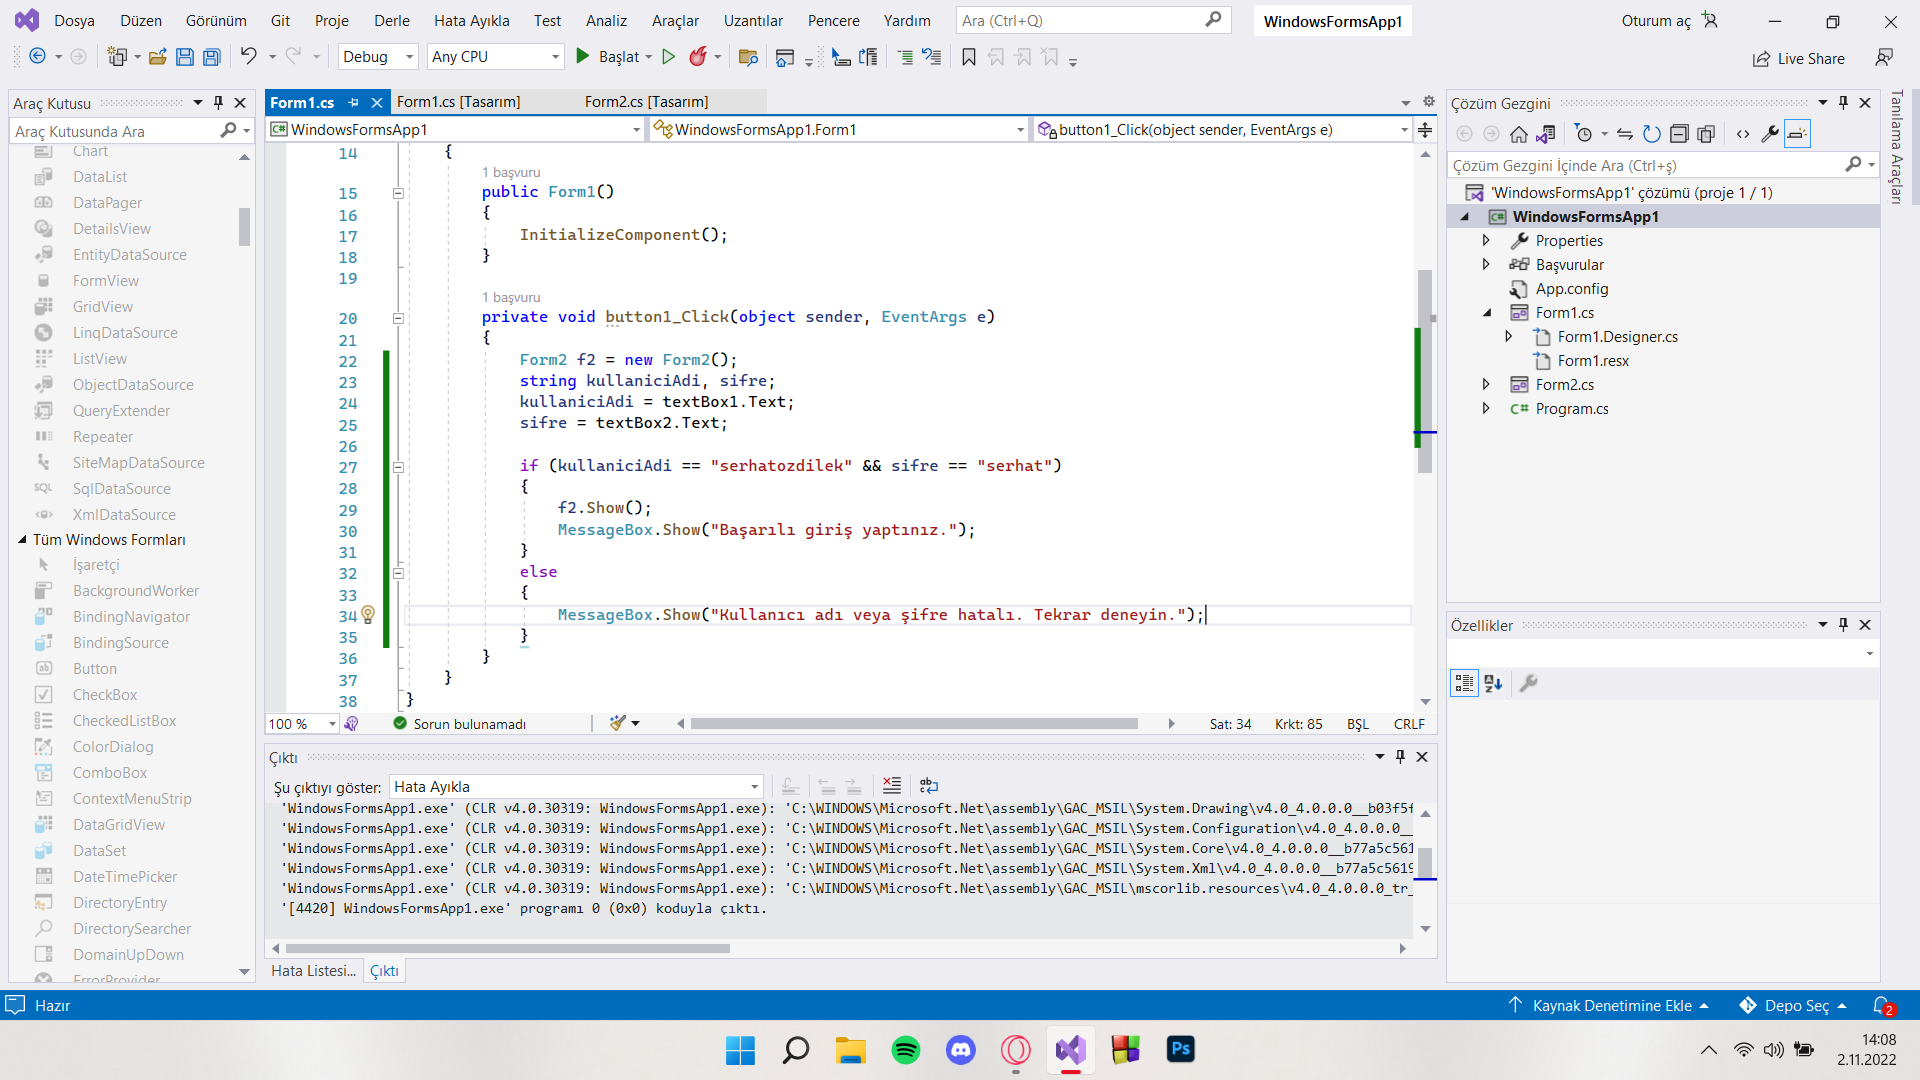 Dosya Düzen Görünüm Git Proje Derle Hata Ayıkla Test Analiz Araçlar Uzantılar Pencere Yardım Ara (Ctrl+Q) WindowsFormsApp1 Oturum aç
Debug Any CPU Başlat Live Share
Araç Kutusu
Araç Kutusunda Ara
Chart
DataList
DataPager
DetailsView
EntityDataSource
FormView
GridView
LinqDataSource
ListView
ObjectDataSource
QueryExtender
Repeater
SiteMapDataSource
SqlDataSource
XmlDataSource
Tüm Windows Formları
İşaretçi
BackgroundWorker
BindingNavigator
BindingSource
Button
CheckBox
CheckedListBox
ColorDialog
ComboBox
ContextMenuStrip
DataGridView
DataSet
DateTimePicker
DirectoryEntry
DirectorySearcher
DomainUpDown
ErrorProvider
Form1.cs Form1.cs [Tasarım] Form2.cs [Tasarım]
WindowsFormsApp1 WindowsFormsApp1.Form1 button1_Click(object sender, EventArgs e)
14 {
1 başvuru
15 public Form1()
16 {
17 InitializeComponent();
18 }
19
1 başvuru
20 private void button1_Click(object sender, EventArgs e)
21 {
22 Form2 f2 = new Form2();
23 string kullaniciAdi, sifre;
24 kullaniciAdi = textBox1.Text;
25 sifre = textBox2.Text;
26
27 if (kullaniciAdi == "serhatozdilek" && sifre == "serhat")
28 {
29 f2.Show();
30 MessageBox.Show("Başarılı giriş yaptınız.");
31 }
32 else
33 {
34 MessageBox.Show("Kullanıcı adı veya şifre hatalı. Tekrar deneyin.");
35 }
36 }
37 }
38 }
100 % Sorun bulunamadı Sat: 34 Krkt: 85 BŞL CRLF
Çıktı
Şu çıktıyı göster: Hata Ayıkla
'WindowsFormsApp1.exe' (CLR v4.0.30319: WindowsFormsApp1.exe): 'C:\WINDOWS\Microsoft.Net\assembly\GAC_MSIL\System.Drawing\v4.0_4.0.0.0__b03f5f
'WindowsFormsApp1.exe' (CLR v4.0.30319: WindowsFormsApp1.exe): 'C:\WINDOWS\Microsoft.Net\assembly\GAC_MSIL\System.Configuration\v4.0_4.0.0.0__
'WindowsFormsApp1.exe' (CLR v4.0.30319: WindowsFormsApp1.exe): 'C:\WINDOWS\Microsoft.Net\assembly\GAC_MSIL\System.Core\v4.0_4.0.0.0__b77a5c561
'WindowsFormsApp1.exe' (CLR v4.0.30319: WindowsFormsApp1.exe): 'C:\WINDOWS\Microsoft.Net\assembly\GAC_MSIL\System.Xml\v4.0_4.0.0.0__b77a5c5619
'WindowsFormsApp1.exe' (CLR v4.0.30319: WindowsFormsApp1.exe): 'C:\WINDOWS\Microsoft.Net\assembly\GAC_MSIL\mscorlib.resources\v4.0_4.0.0.0_tr_
'[4420] WindowsFormsApp1.exe' programı 0 (0x0) koduyla çıktı.
Hata Listesi... Çıktı
Çözüm Gezgini
Çözüm Gezgini İçinde Ara (Ctrl+ş)
'WindowsFormsApp1' çözümü (proje 1 / 1)
C# WindowsFormsApp1
Properties
Başvurular
App.config
Form1.cs
Form1.Designer.cs
Form1.resx
Form2.cs
C# Program.cs
Özellikler
Tanılama Araçları
Hazır Kaynak Denetimine Ekle Depo Seç 2
Ps
14:08
2.11.2022